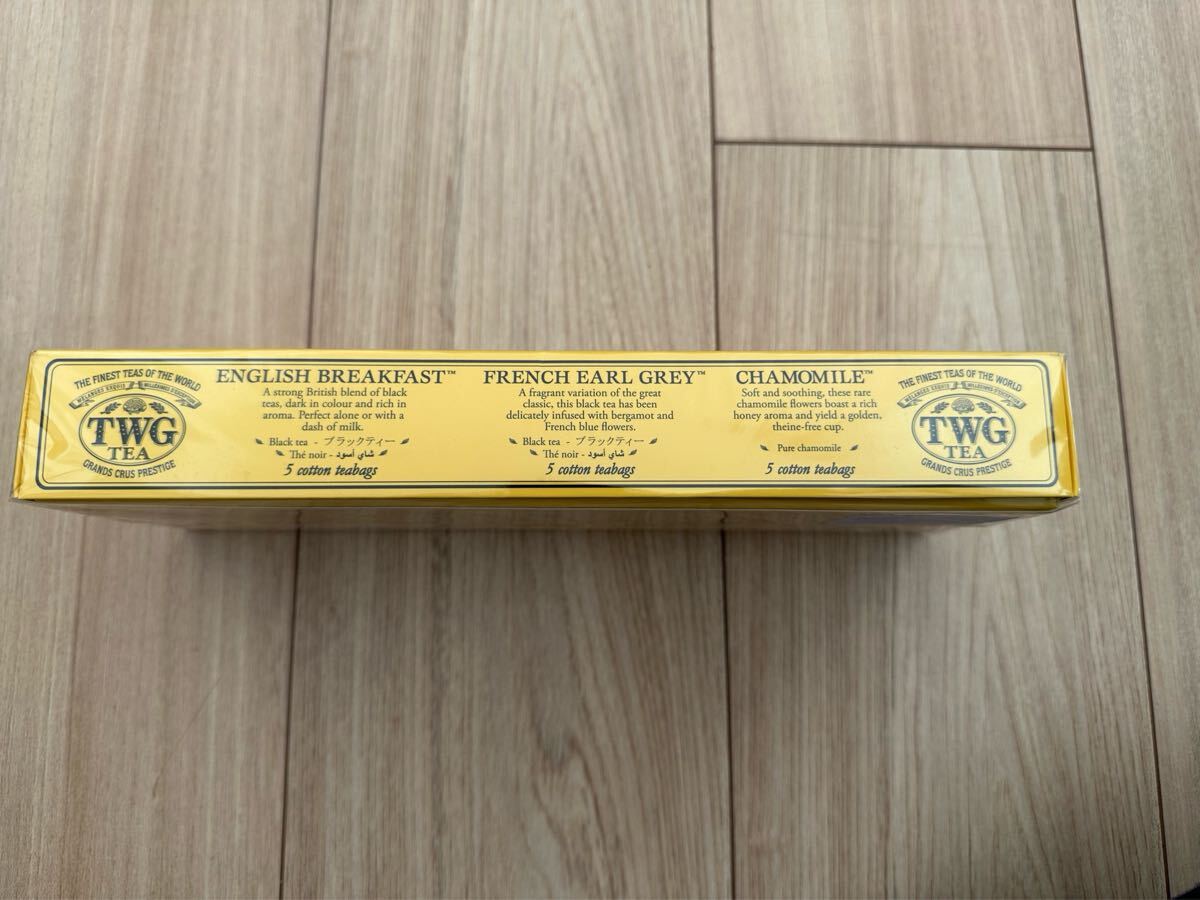 THE FINEST TEAS OF THE WORLD
MÉLANGES EXQUIS
TWG
TEA
GRANDS CRUS PRESTIGE
ENGLISH BREAKFAST™
A strong British blend of black
teas, dark in colour and rich in
aroma. Perfect alone or with a
dash of milk.
Black tea - ブラックティー
Thé noir - شاي أسود
5 cotton teabags
FRENCH EARL GREY™
A fragrant variation of the great
classic, this black tea has been
delicately infused with bergamot and
French blue flowers.
Black tea - ブラックティー
Thé noir - شاي أسود
5 cotton teabags
CHAMOMILE™
Soft and soothing, these rare
chamomile flowers boast a rich
honey aroma and yield a golden,
theine-free cup.
Pure chamomile
5 cotton teabags
THE FINEST TEAS OF THE WORLD
MÉLANGES EXQUIS
TWG
TEA
GRANDS CRUS PRESTIGE